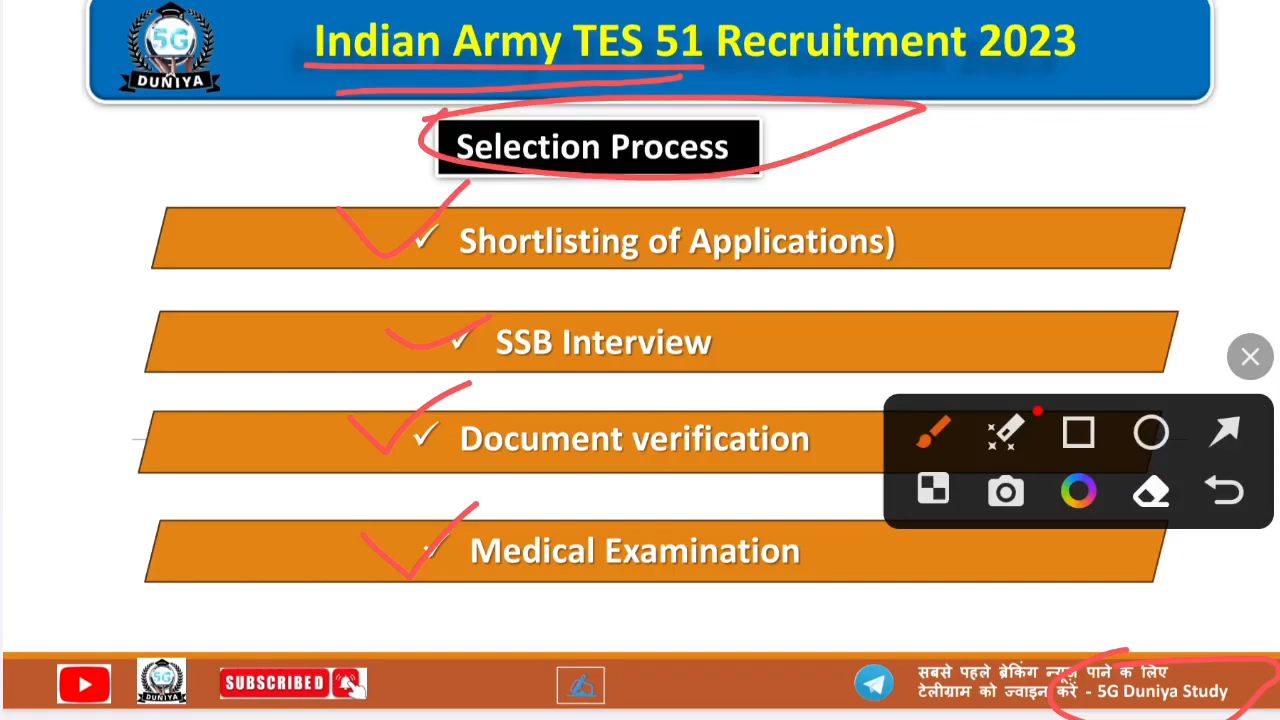 5G
DUNIYA
Indian Army TES 51 Recruitment 2023
Selection Process
✓ Shortlisting of Applications)
✓ SSB Interview
✓ Document verification
✓ Medical Examination
DUNIYA
SUBSCRIBED
सबसे पहले ब्रेकिंग न्यूज़ पाने के लिए
टेलीग्राम को ज्वाइन करें - 5G Duniya Study